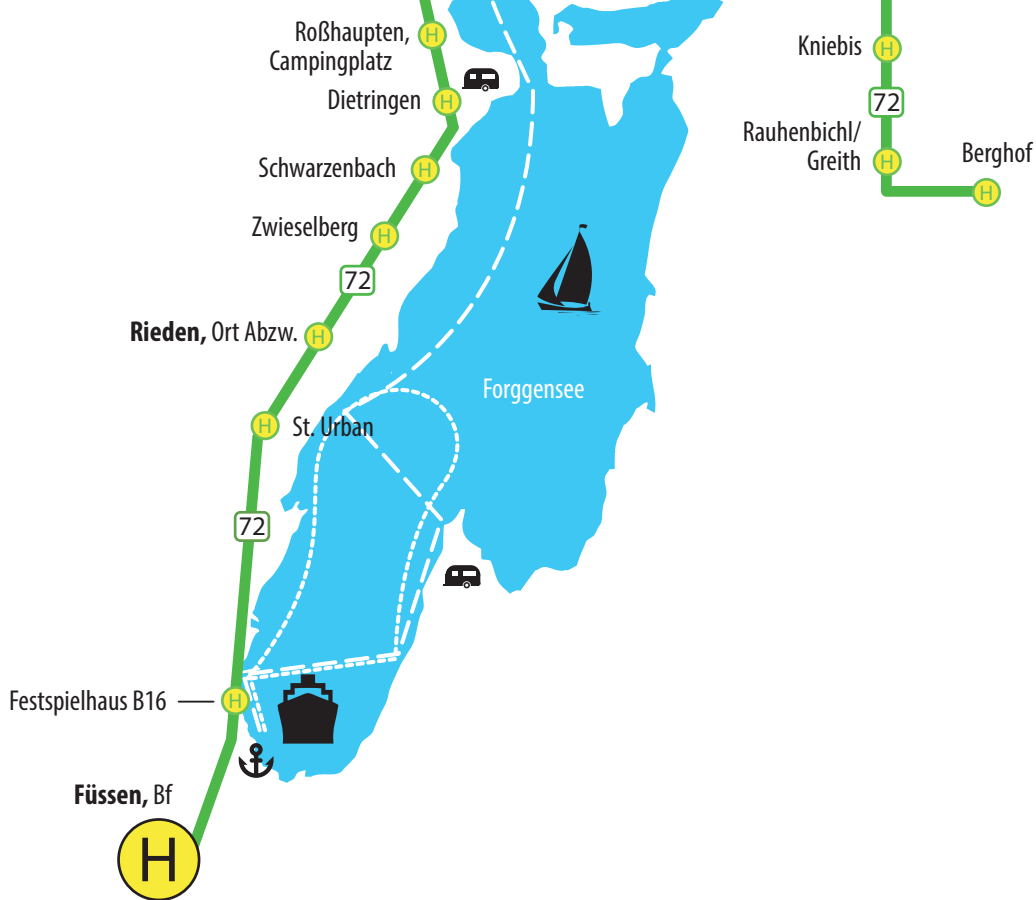 Roßhaupten,
Campingplatz
H
Dietringen
H
Schwarzenbach
H
Zwieselberg
H
72
Rieden, Ort Abzw.
H
H
St. Urban
72
Festspielhaus B16
H
Füssen, Bf
H
Forggensee
Kniebis
H
72
Rauhenbichl/
Greith
H
Berghof
H